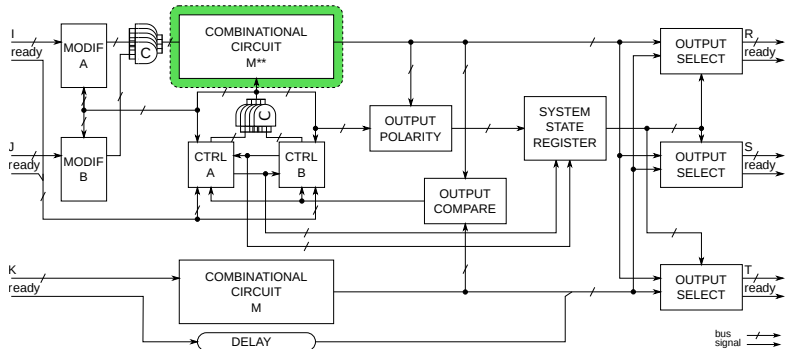 I
ready
MODIF
A
C
COMBINATIONAL
CIRCUIT
M**
OUTPUT
SELECT
R
ready
C
OUTPUT
POLARITY
SYSTEM
STATE
REGISTER
J
ready
MODIF
B
CTRL
A
CTRL
B
OUTPUT
SELECT
S
ready
OUTPUT
COMPARE
K
ready
COMBINATIONAL
CIRCUIT
M
OUTPUT
SELECT
T
ready
DELAY
bus
signal